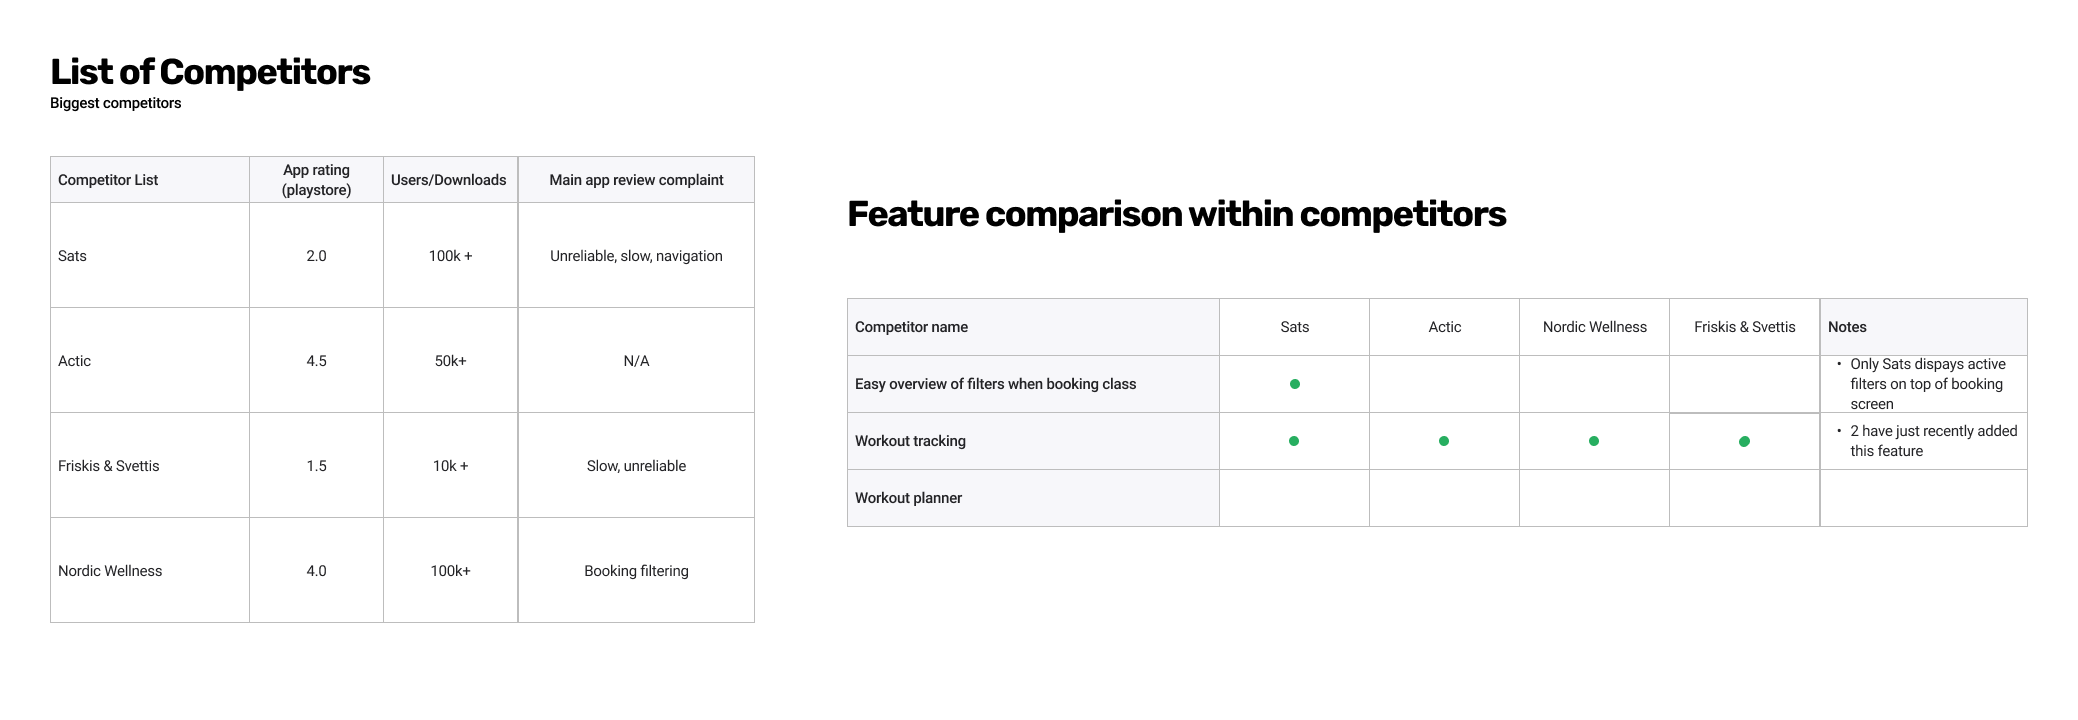 List of Competitors
Biggest competitors
Competitor List
App rating
(playstore)
Users/Downloads
Main app review complaint
Sats
2.0
100k +
Unreliable, slow, navigation
Actic
4.5
50k+
N/A
Friskis & Svettis
1.5
10k +
Slow, unreliable
Nordic Wellness
4.0
100k+
Booking filtering
Feature comparison within competitors
Competitor name
Sats
Actic
Nordic Wellness
Friskis & Svettis
Notes
Easy overview of filters when booking class
• Only Sats dispays active
filters on top of booking
screen
Workout tracking
• 2 have just recently added
this feature
Workout planner